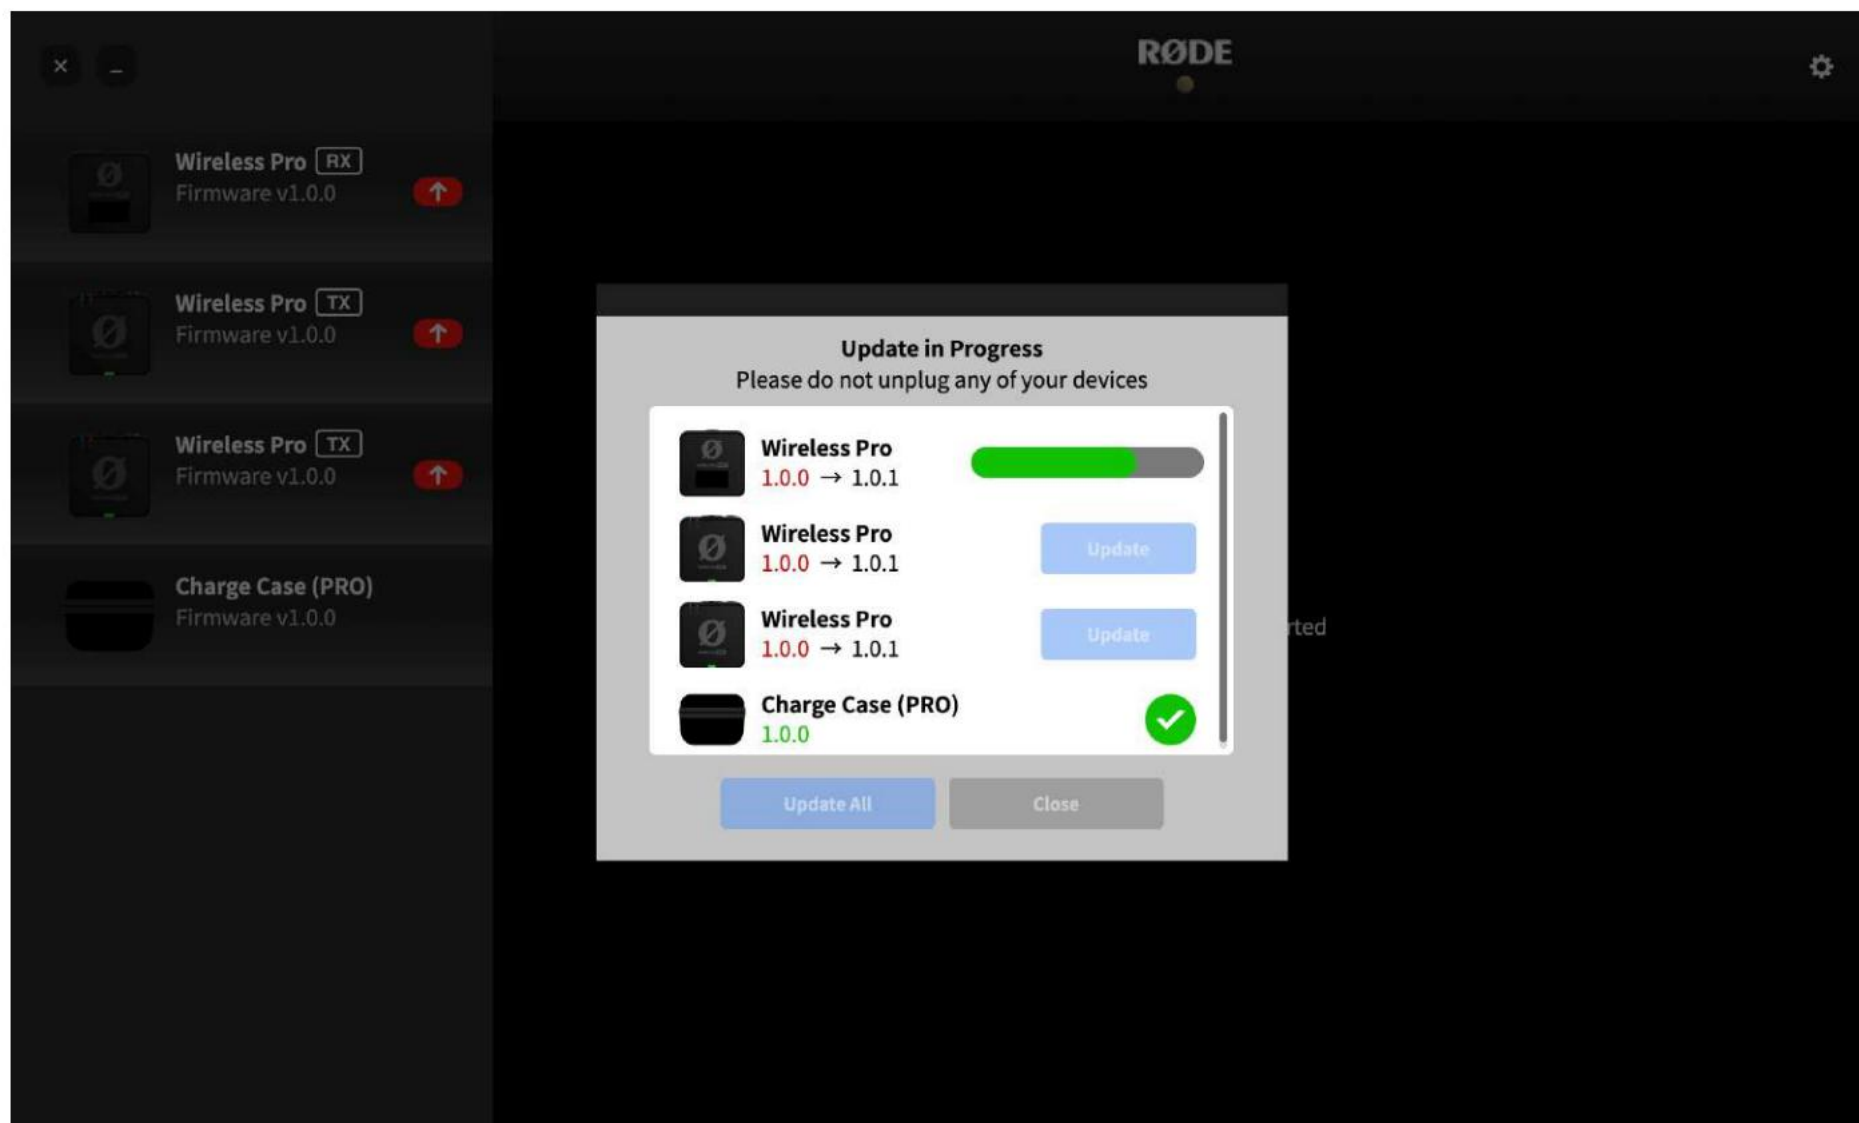 RØDE
Wireless Pro RX
Firmware v1.0.0
Wireless Pro TX
Firmware v1.0.0
Wireless Pro TX
Firmware v1.0.0
Charge Case (PRO)
Firmware v1.0.0
Update in Progress
Please do not unplug any of your devices
Wireless Pro
1.0.0 → 1.0.1
Wireless Pro
1.0.0 → 1.0.1
Update
Wireless Pro
1.0.0 → 1.0.1
Update
Charge Case (PRO)
1.0.0
Update All
Close
rted